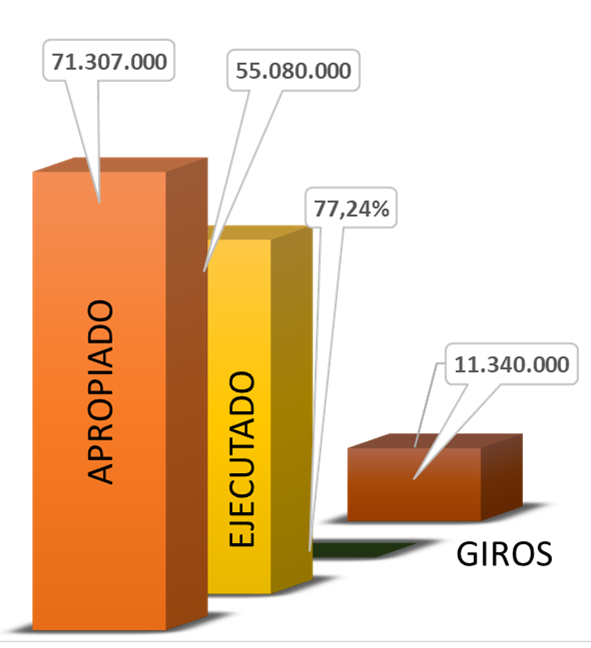 71.307.000
55.080.000
77,24%
11.340.000
APROPIADO
EJECUTADO
GIROS